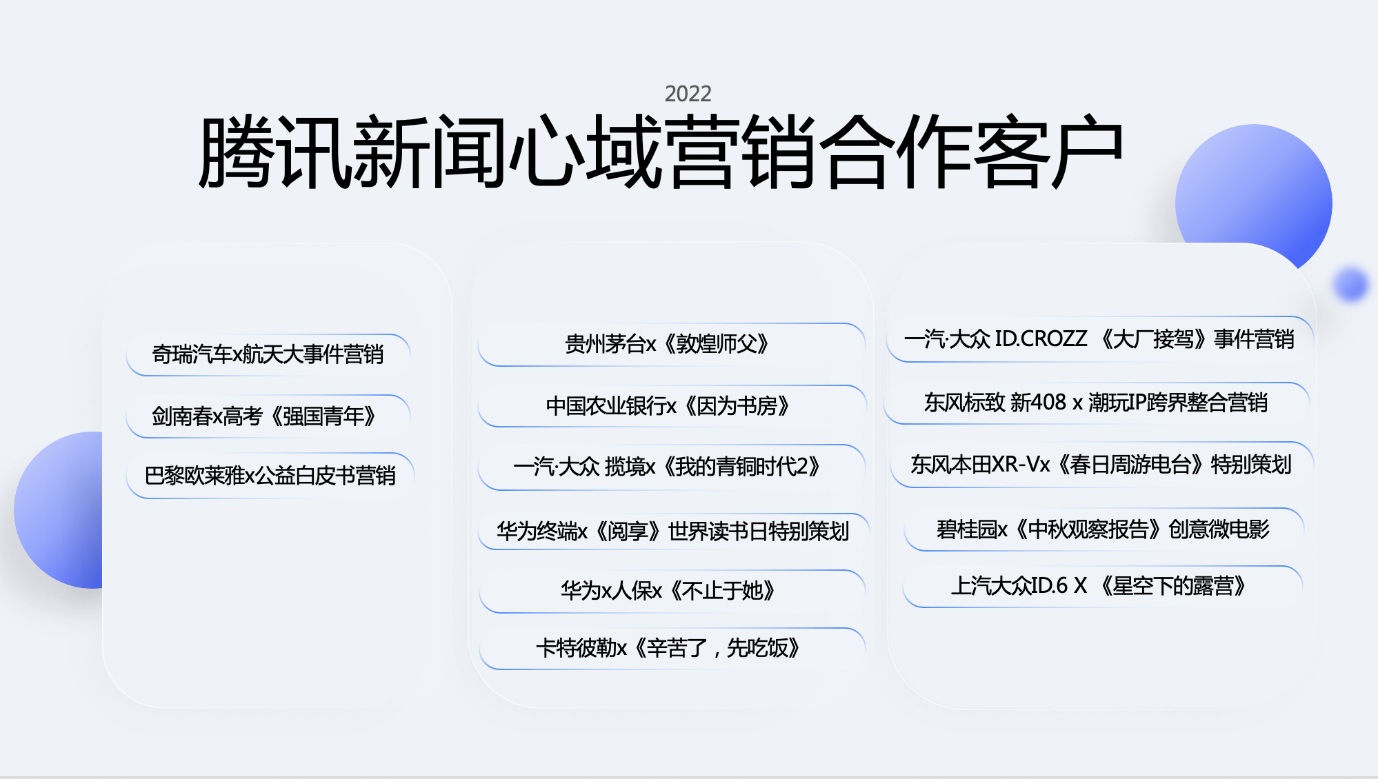 2022
腾讯新闻心域营销合作客户
奇瑞汽车x航天大事件营销
剑南春x高考《强国青年》
巴黎欧莱雅x公益白皮书营销
贵州茅台x《敦煌师父》
中国农业银行x《因为书房》
一汽·大众 揽境x《我的青铜时代2》
华为终端x《阅享》世界读书日特别策划
华为x人保x《不止于她》
卡特彼勒x《辛苦了，先吃饭》
一汽·大众 ID.CROZZ 《大厂接驾》事件营销
东风标致 新408 x 潮玩IP跨界整合营销
东风本田XR-Vx《春日周游电台》特别策划
碧桂园x《中秋观察报告》创意微电影
上汽大众ID.6 X 《星空下的露营》